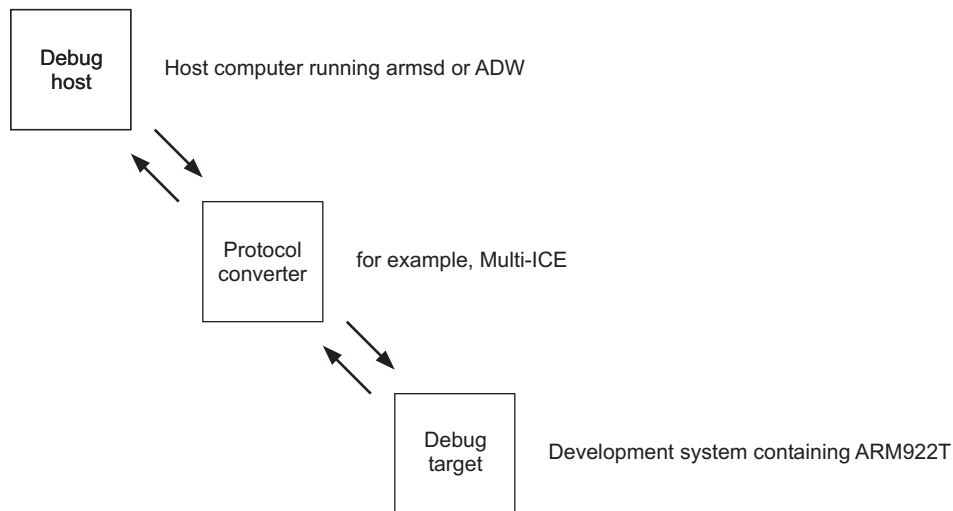 Debug
host
Host computer running armsd or ADW
Protocol
converter
for example, Multi-ICE
Debug
target
Development system containing ARM922T